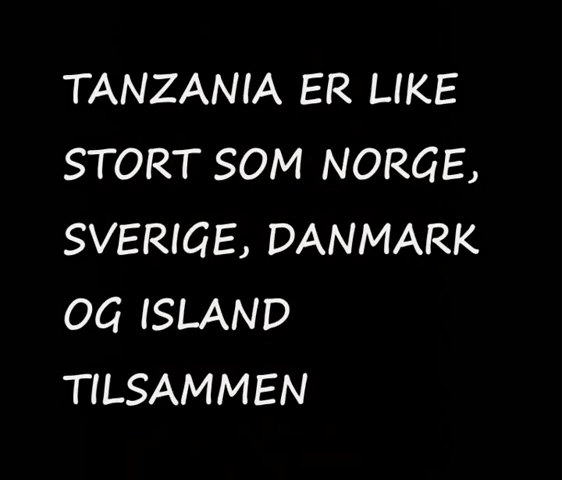 TANZANIA ER LIKE
STORT SOM NORGE,
SVERIGE, DANMARK
OG ISLAND
TILSAMMEN